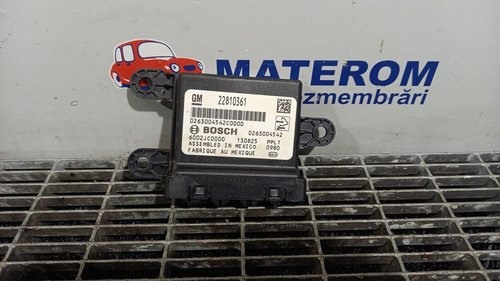 MATEROM
dezmembrări
GM 22810361
0263004542C0000
BOSCH 0263004542
6002JC0000 130825 PPL1
ASSEMBLED IN MEXICO 0980
FABRIQUE AU MEXIQUE